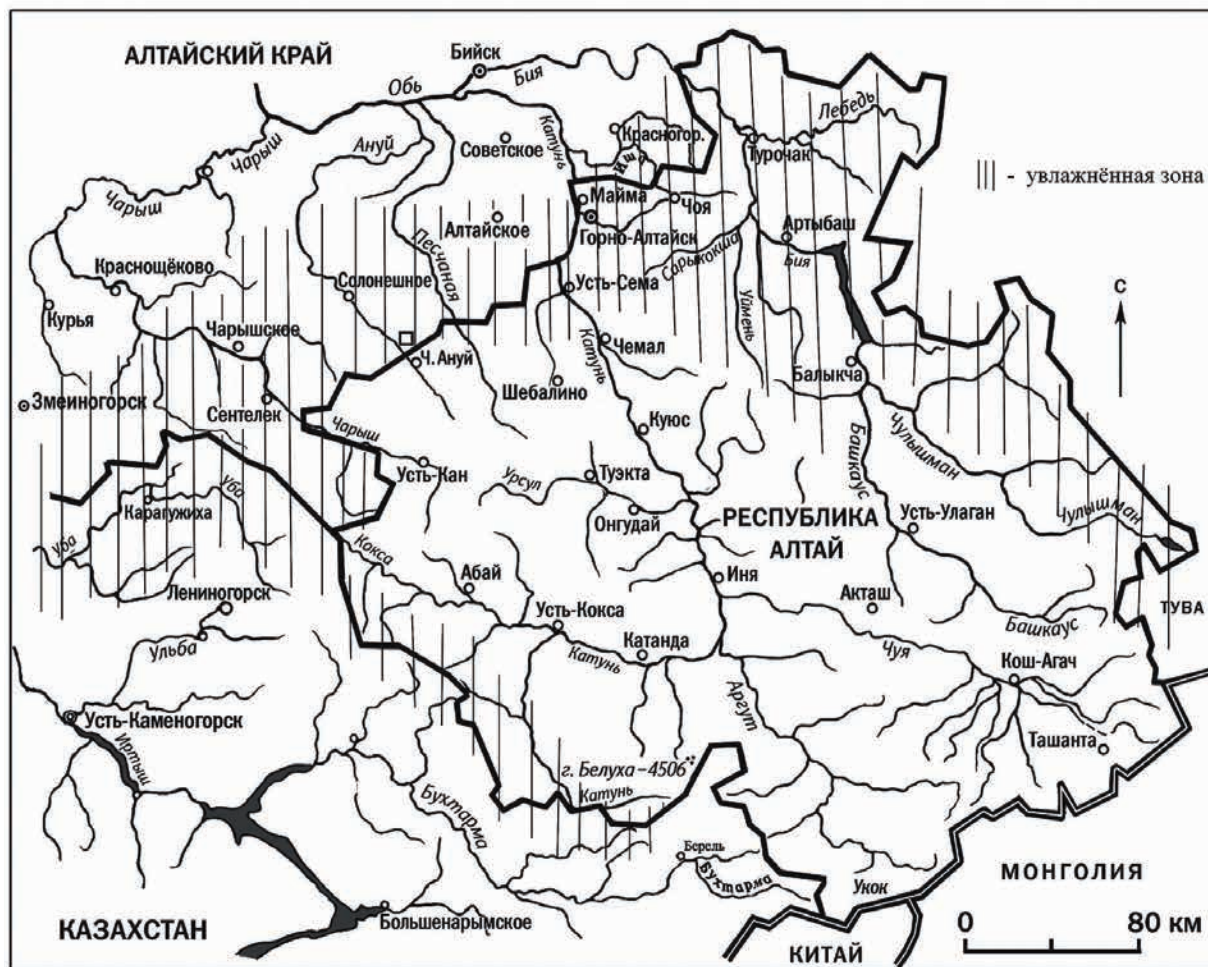 АЛТАЙСКИЙ КРАЙ
Бийск
Бия
Обь
Лебедь
Катунь
Красногор.
Чарыш
Ануй
Советское
Иша
Турочак
||| - увлажнённая зона
Майма
Чоя
Чарыш
Алтайское
Горно-Алтайск
Артыбаш
Песчаная
Сарыкокша
Бия
Краснощёково
Солонешное
Усть-Сема
С
Уймень
Курья
Чарышское
Ч. Ануй
Катунь
Чемал
Балыкча
Шебалино
Змеиногорск
Сентелек
Чарыш
Куюс
Башкаус
Чулышман
Усть-Кан
Урсул
Туэкта
Уба
Карагужиха
Онгудай
РЕСПУБЛИКА
АЛТАЙ
Усть-Улаган
Чулышман
Уба
Кокса
Абай
Иня
Акташ
Лениногорск
Усть-Кокса
ТУВА
Башкаус
Ульба
Катанда
Катунь
Чуя
Кош-Агач
Усть-Каменогорск
Аргут
Ташанта
Иртыш
г. Белуха – 4506
Катунь
Бухтарма
Берель
Бухтарма
Укок
МОНГОЛИЯ
Большенарымское
КАЗАХСТАН
КИТАЙ
0 80 км